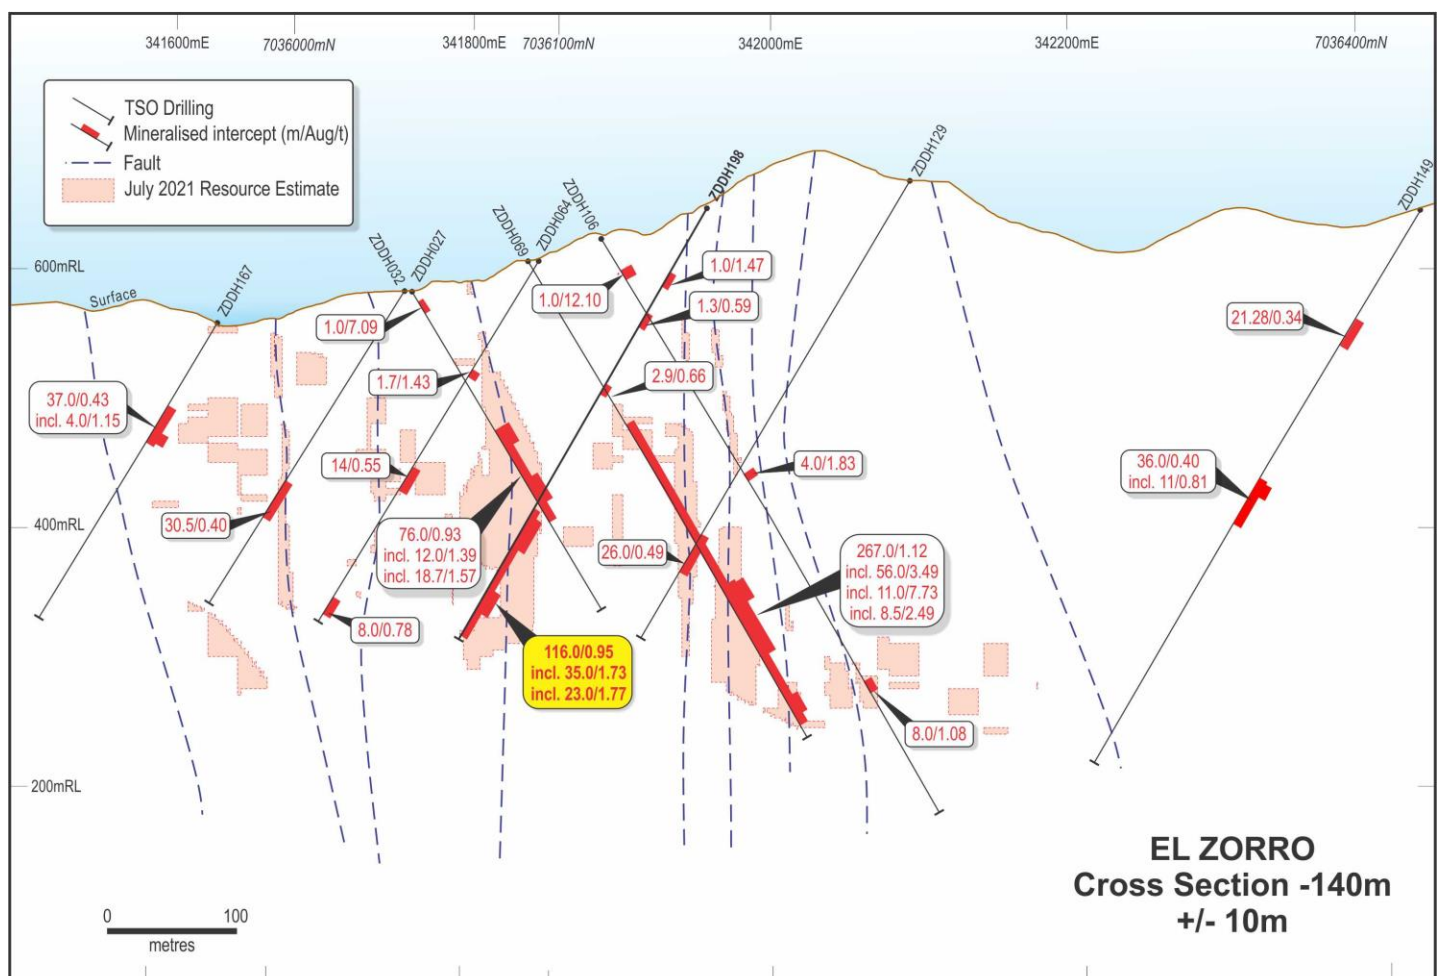 341600mE
7036000mN
341800mE
7036100mN
342000mE
342200mE
7036400mN
TSO Drilling
Mineralised intercept (m/Aug/t)
Fault
July 2021 Resource Estimate
ZDDH167
ZDDH032
ZDDH027
ZDDH069
ZDDH064
ZDDH106
ZDDH198
ZDDH129
ZDDH149
600mRL
Surface
400mRL
200mRL
1.0/1.47
1.0/12.10
1.3/0.59
21.28/0.34
1.0/7.09
1.7/1.43
2.9/0.66
37.0/0.43
incl. 4.0/1.15
14/0.55
4.0/1.83
36.0/0.40
incl. 11/0.81
30.5/0.40
76.0/0.93
incl. 12.0/1.39
incl. 18.7/1.57
26.0/0.49
267.0/1.12
incl. 56.0/3.49
incl. 11.0/7.73
incl. 8.5/2.49
8.0/0.78
116.0/0.95
incl. 35.0/1.73
incl. 23.0/1.77
8.0/1.08
EL ZORRO
Cross Section -140m
+/- 10m
0 100
metres